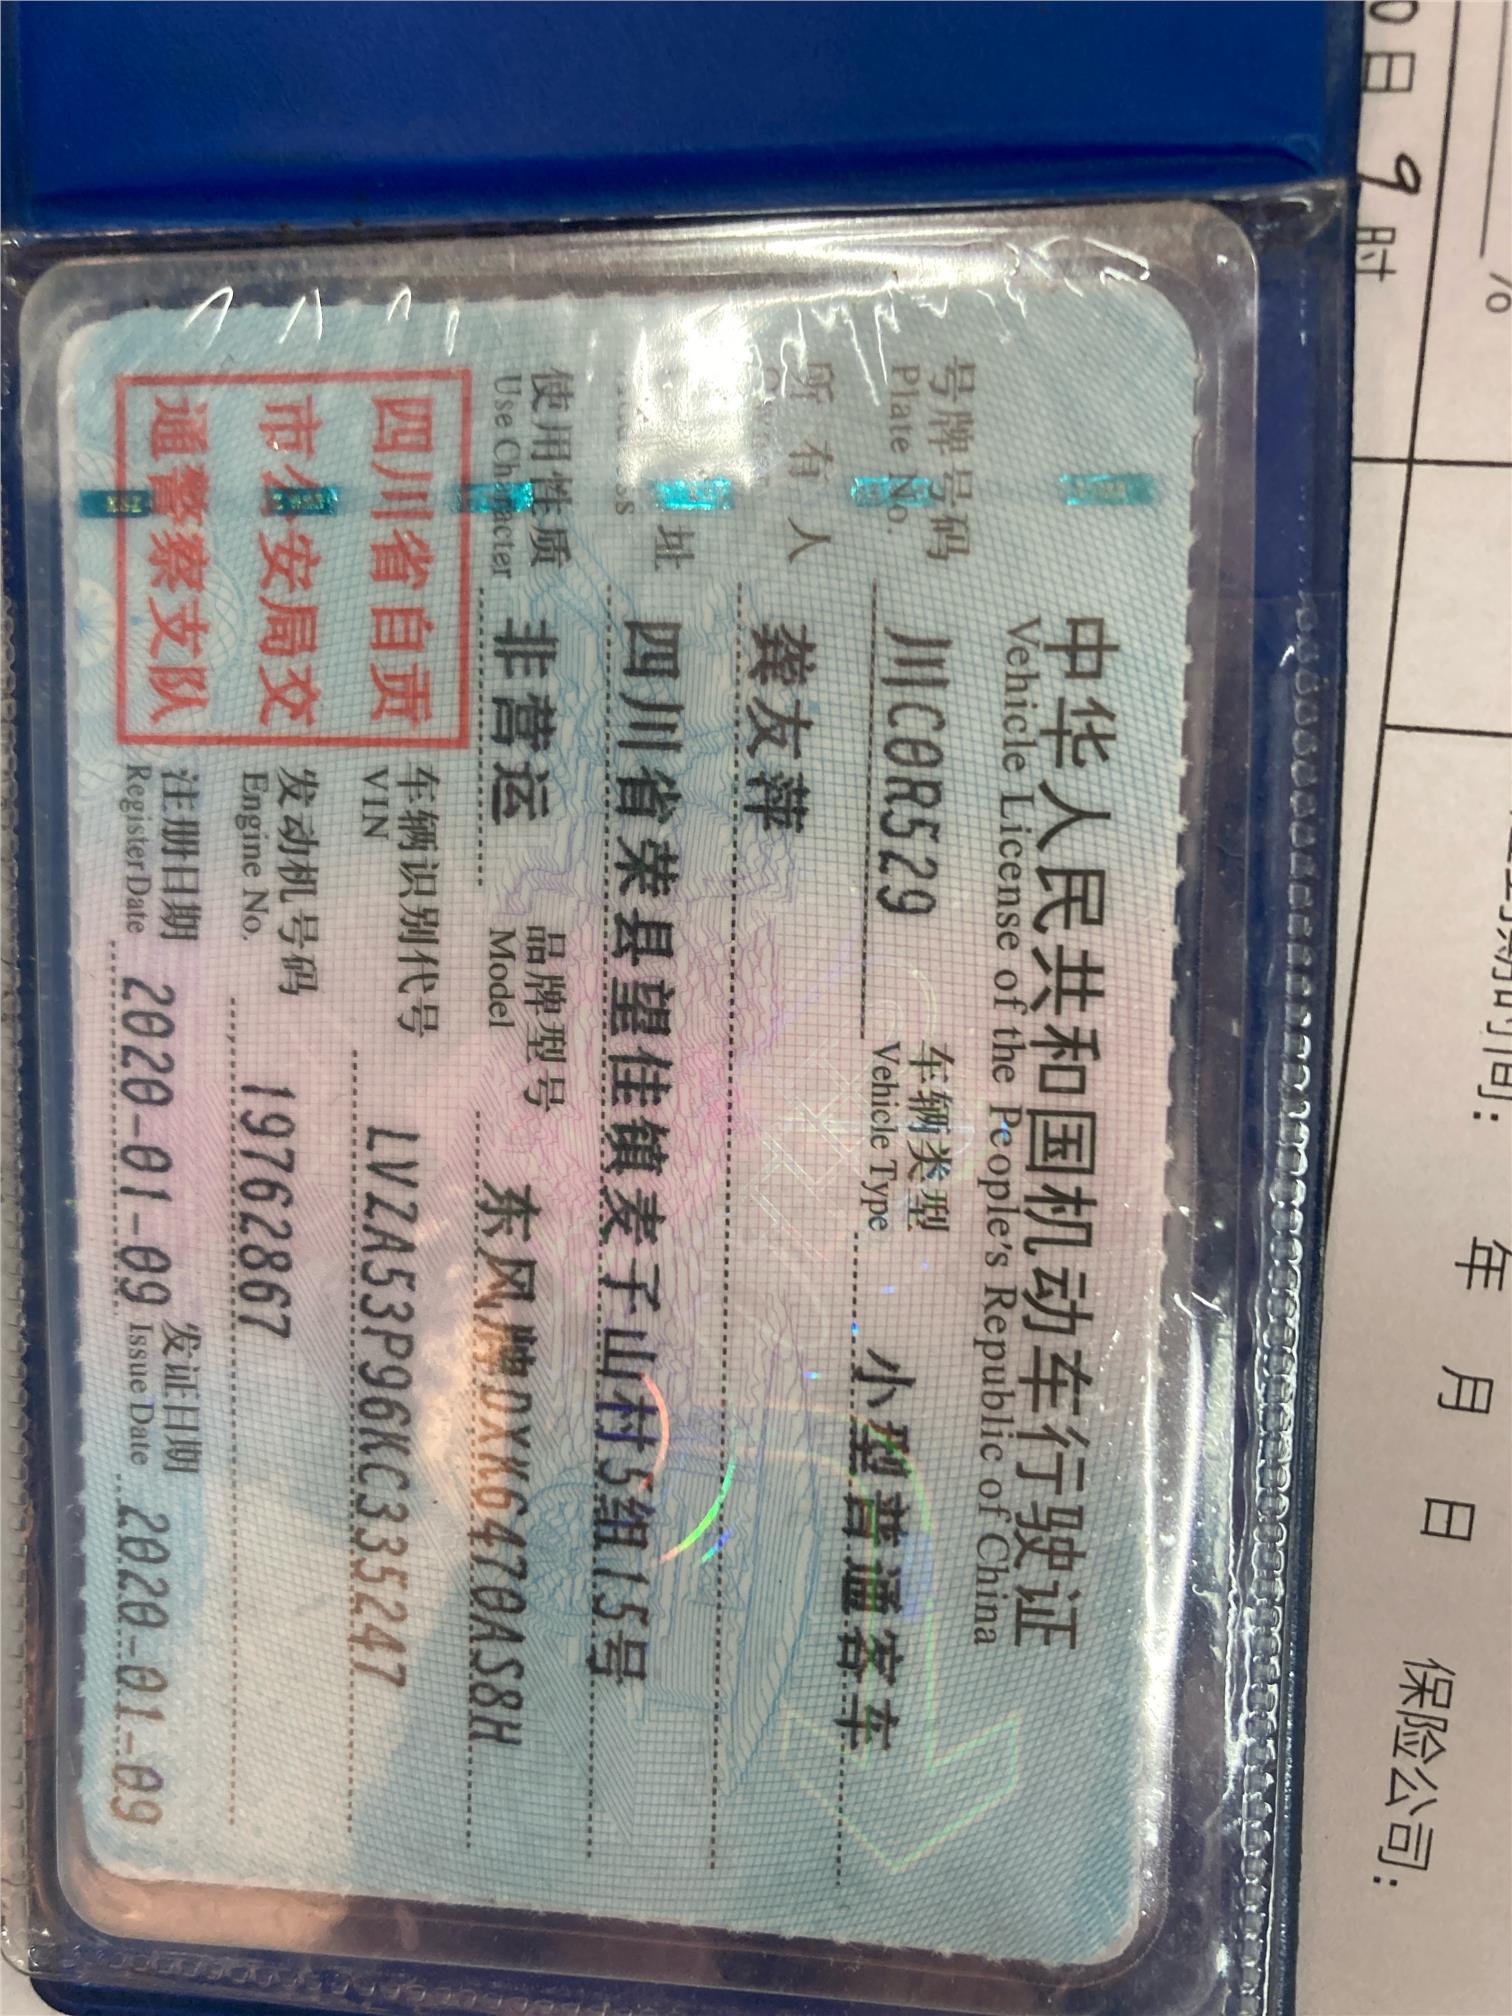 中华人民共和国机动车行驶证
Vehicle License of the People's Republic of China
号牌号码 川C0R529 车辆类型 小型普通客车
Plate No. Vehicle Type
所有人 龚友萍
址 四川省荣县望佳镇麦子山村5组15号
使用性质 非营运 品牌型号 东风牌DXK6470AS8H
Use Character Model
四川省自贡
市公安局交
通警察支队
车辆识别代号 LVZA53P96KC335247
VIN
发动机号码 19762867
Engine No.
注册日期 2020-01-09 发证日期 2020-01-09
Register Date Issue Date
%
0日9时
年 月 日
保险公司: